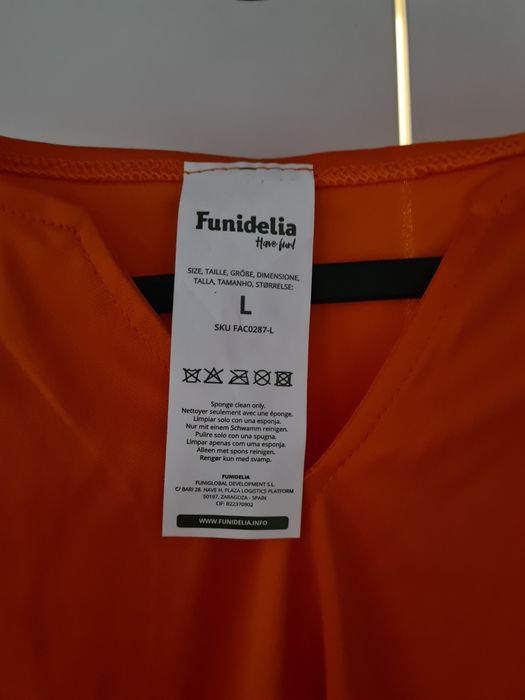 Funidelia
Have fun!
SIZE, TAILLE, GRÖßE, DIMENSIONE,
TALLA, TAMANHO, STØRRELSE:
L
SKU FAC0287-L
Sponge clean only.
Nettoyer seulement avec une éponge.
Limpiar solo con una esponja.
Nur mit einem Schwamm reinigen.
Pulire solo con una spugna.
Limpar apenas com uma esponja.
Alleen met spons reinigen.
Rengør kun med svamp.
FUNIDELIA
FUNIGLOBAL DEVELOPMENT S.L.
C/ BARI 28. NAVE H, PLAZA LOGISTICS PLATFORM
50197, ZARAGOZA - SPAIN
CIF: B22370902
WWW.FUNIDELIA.INFO